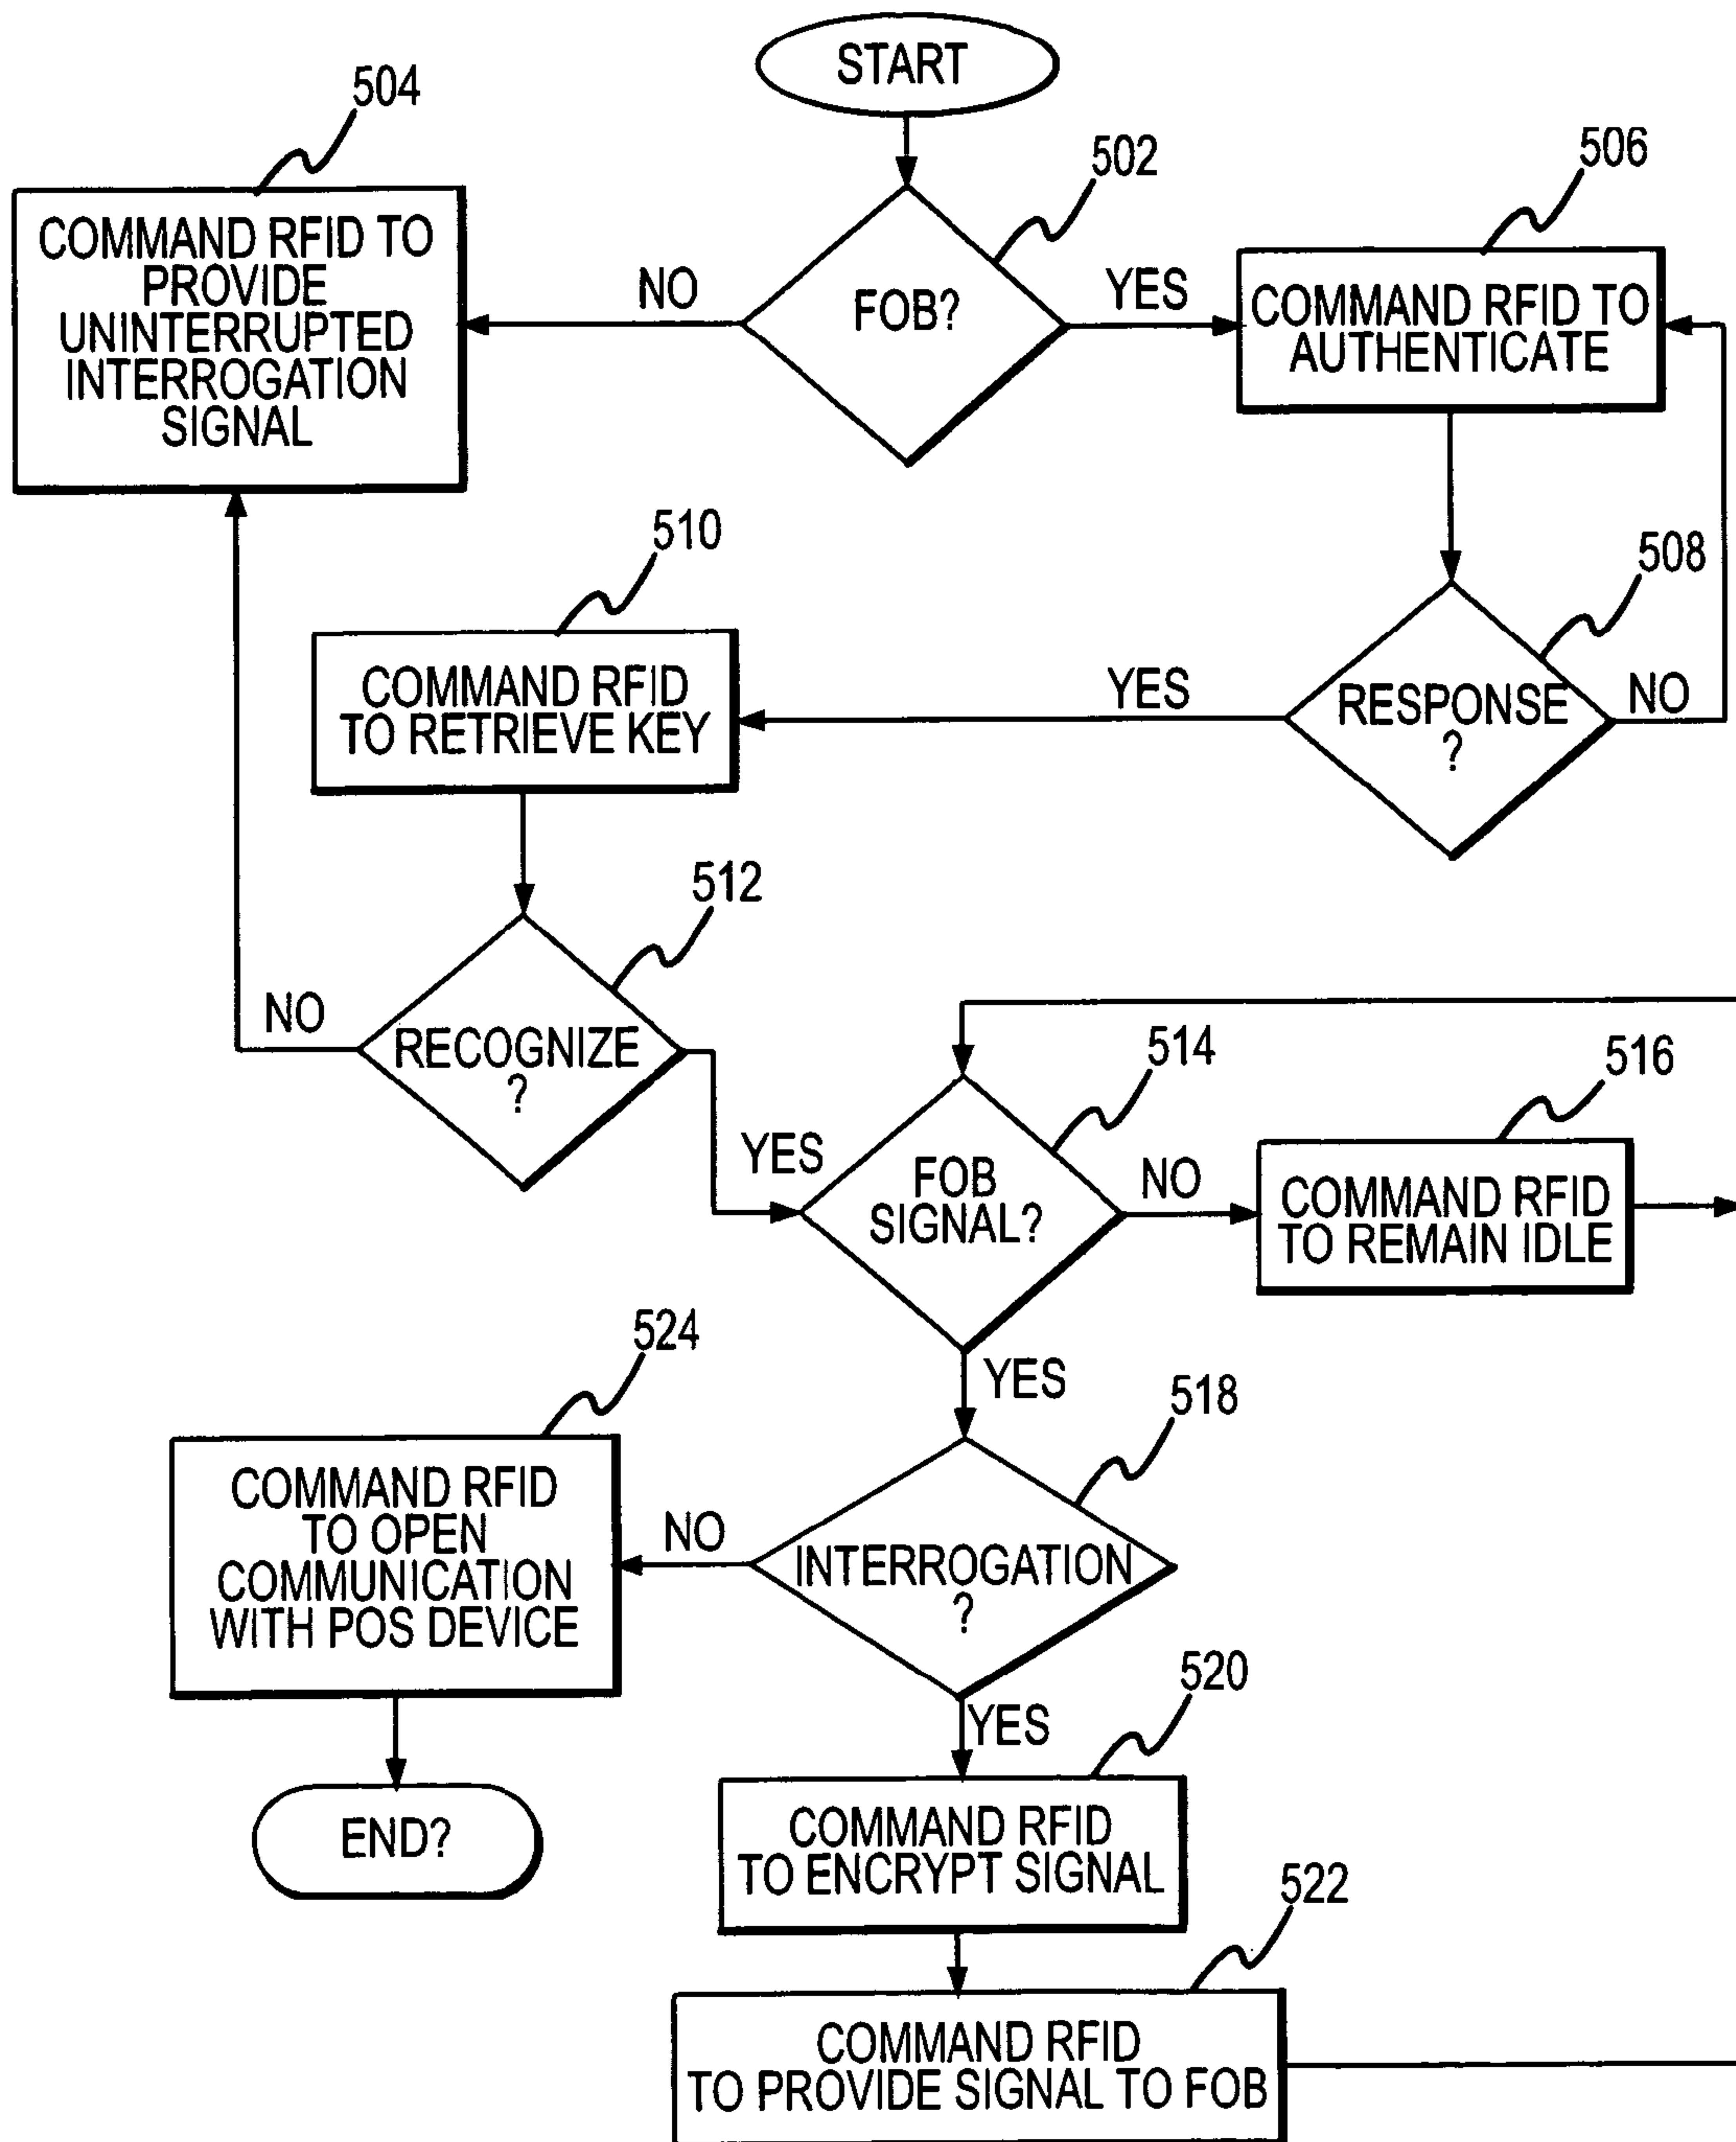 START
504
502
506
COMMAND RFID TO
PROVIDE
UNINTERRUPTED
INTERROGATION
SIGNAL
NO
FOB?
YES
COMMAND RFID TO
AUTHENTICATE
510
508
COMMAND RFID
TO RETRIEVE KEY
YES
RESPONSE
?
NO
512
NO
RECOGNIZE
?
YES
514
516
FOB
SIGNAL?
NO
COMMAND RFID
TO REMAIN IDLE
YES
524
518
COMMAND RFID
TO OPEN
COMMUNICATION
WITH POS DEVICE
NO
INTERROGATION
?
YES
520
END?
COMMAND RFID
TO ENCRYPT SIGNAL
522
COMMAND RFID
TO PROVIDE SIGNAL TO FOB